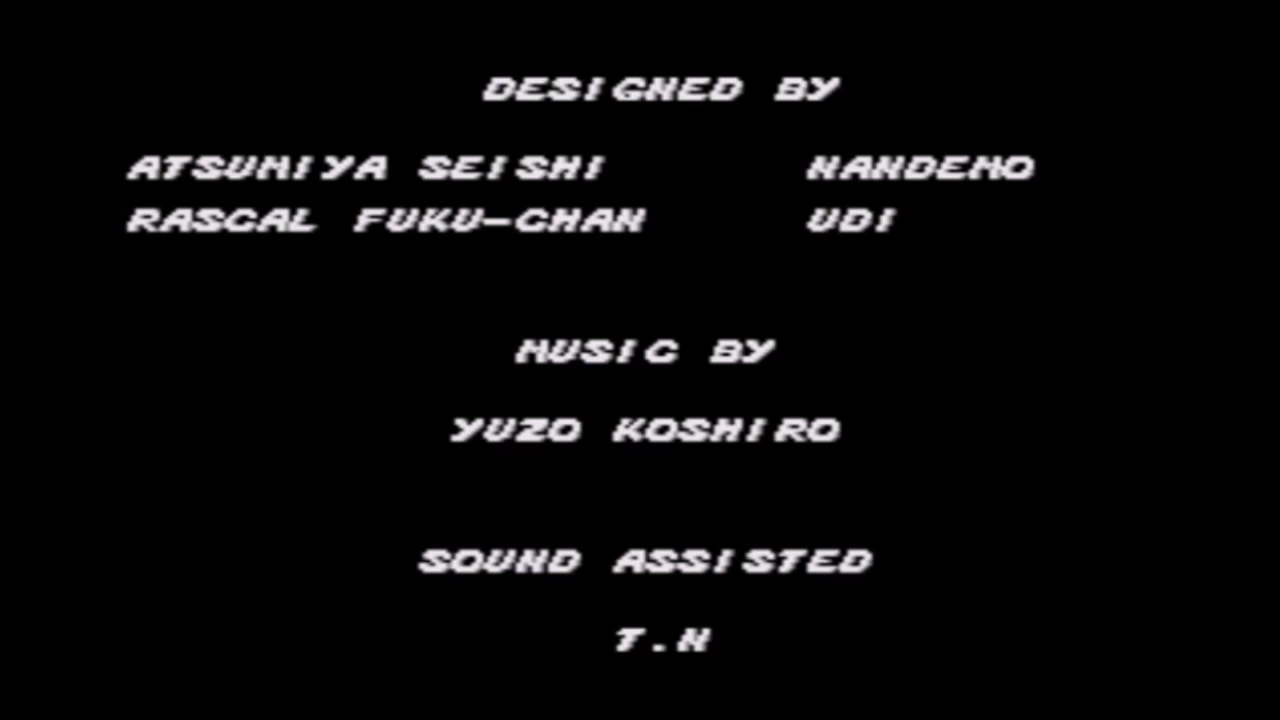 DESIGNED BY
ATSUMIYA SEISHI NANDEMO
RASCAL FUKU-CHAN UDI
MUSIC BY
YUZO KOSHIRO
SOUND ASSISTED
T.N